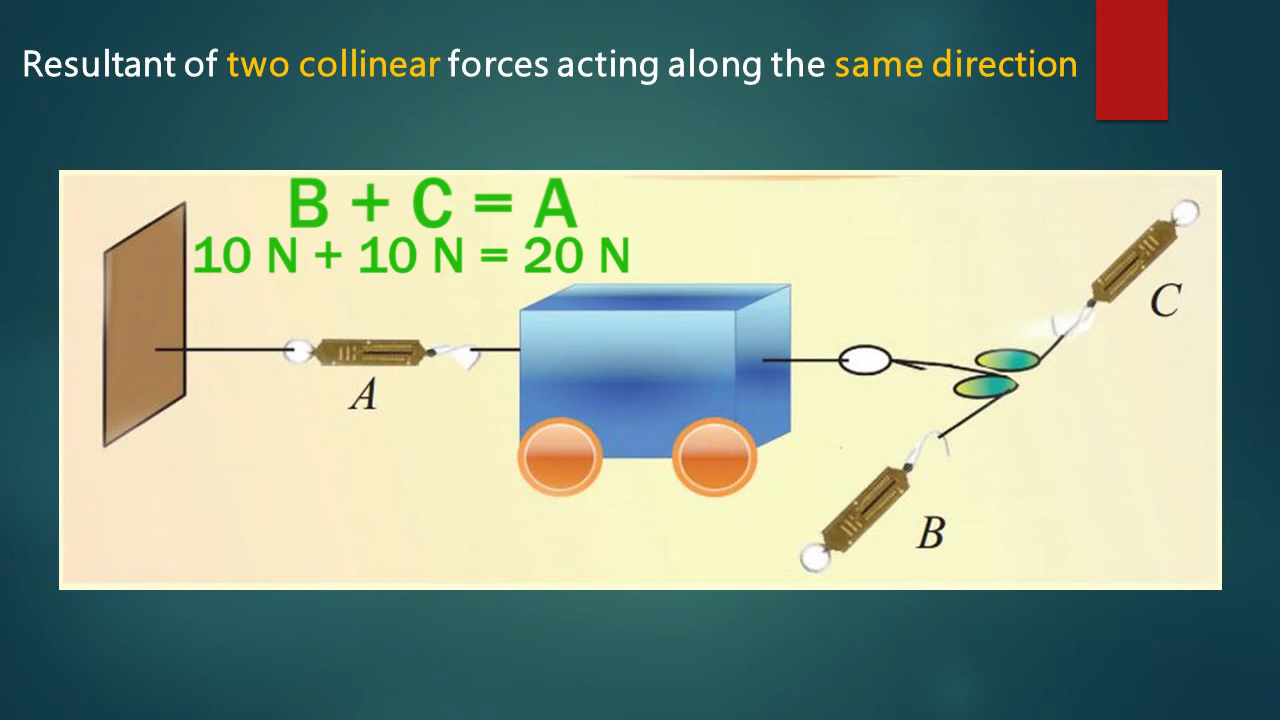 Resultant of two collinear forces acting along the same direction
B + C = A
10 N + 10 N = 20 N
A
C
B